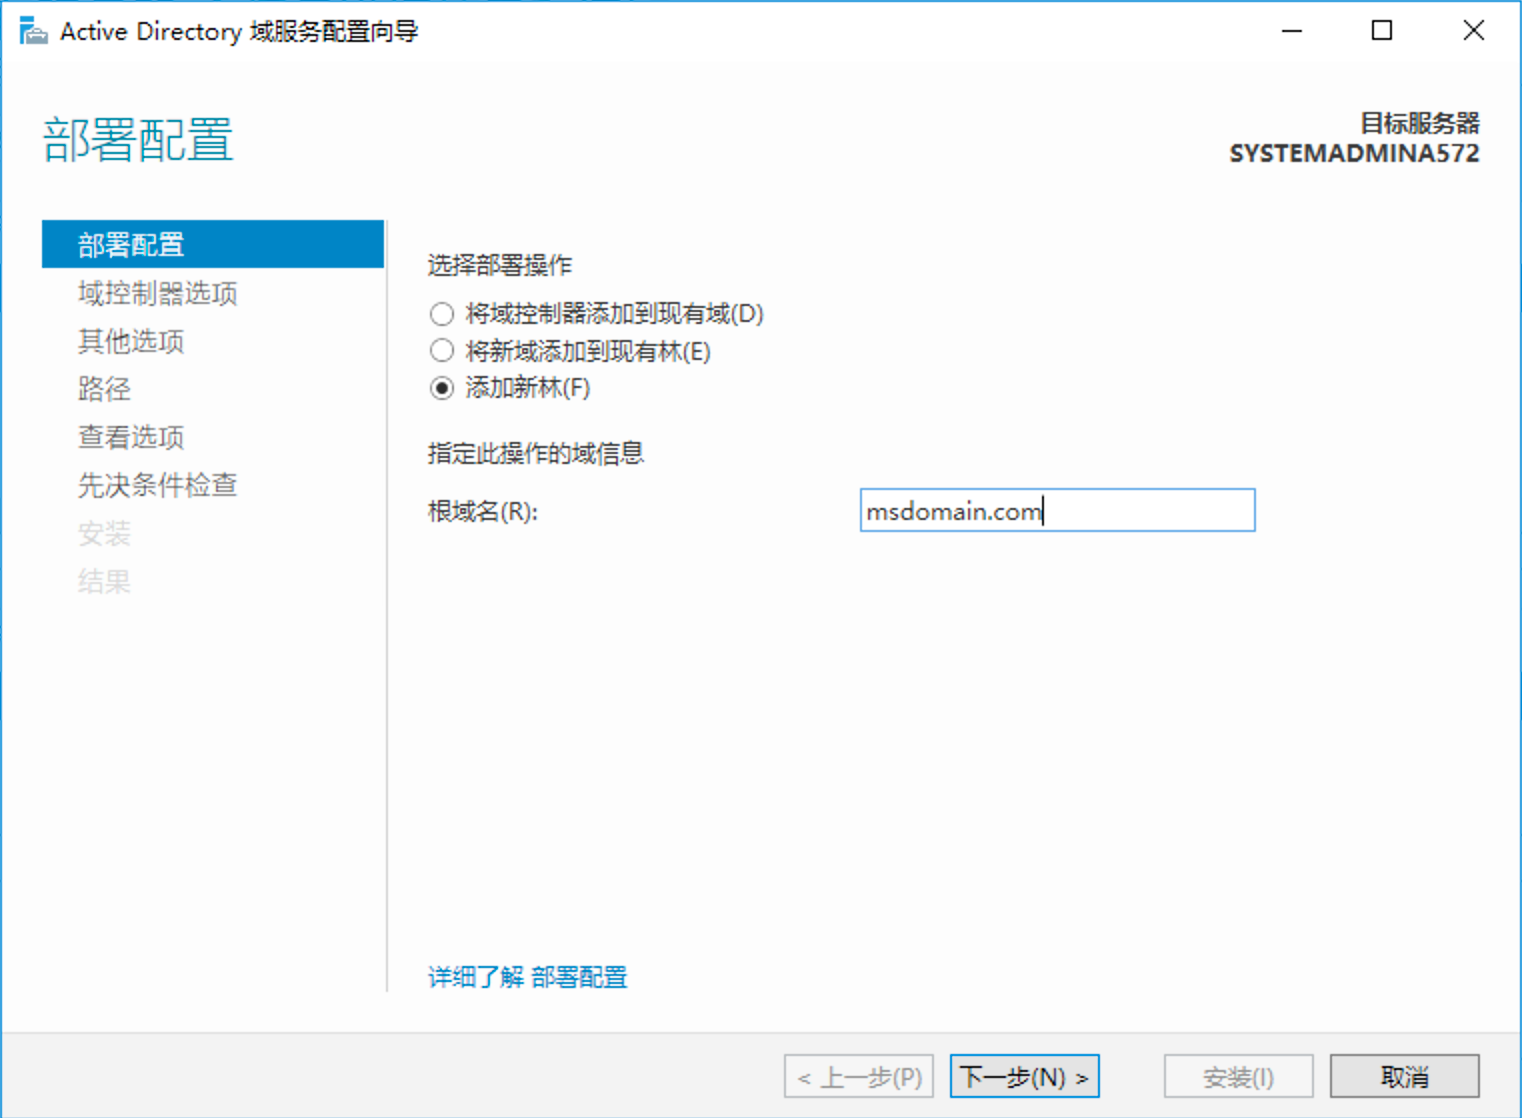 Active Directory 域服务配置向导
部署配置
目标服务器
SYSTEMADMINA572
部署配置
域控制器选项
其他选项
路径
查看选项
先决条件检查
安装
结果
选择部署操作
将域控制器添加到现有域(D)
将新域添加到现有林(E)
添加新林(F)
指定此操作的域信息
根域名(R):
msdomain.com
详细了解 部署配置
< 上一步(P)
下一步(N) >
安装(I)
取消